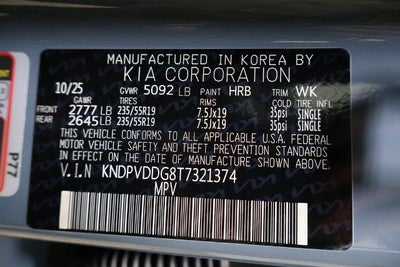 MANUFACTURED IN KOREA BY
KIA CORPORATION
10/25 GVWR 5092 LB PAINT HRB TRIM WK
GAWR TIRES RIMS COLD TIRE INFL
FRONT 2777 LB 235/55R19 7.5Jx19 35psi SINGLE
REAR 2645 LB 235/55R19 7.5Jx19 35psi SINGLE
THIS VEHICLE CONFORMS TO ALL APPLICABLE U.S.A. FEDERAL
MOTOR VEHICLE SAFETY AND THEFT PREVENTION STANDARDS
IN EFFECT ON THE DATE OF MANUFACTURE SHOWN ABOVE.
V.I.N KNDPVDDG8T7321374
MPV
P77